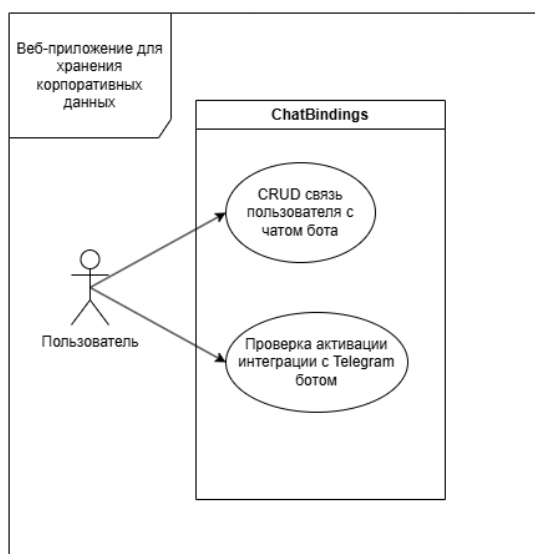 Веб-приложение для
хранения
корпоративных
данных
ChatBindings
CRUD связь
пользователя с
чатом бота
Пользователь
Проверка активации
интеграции с Telegram
ботом